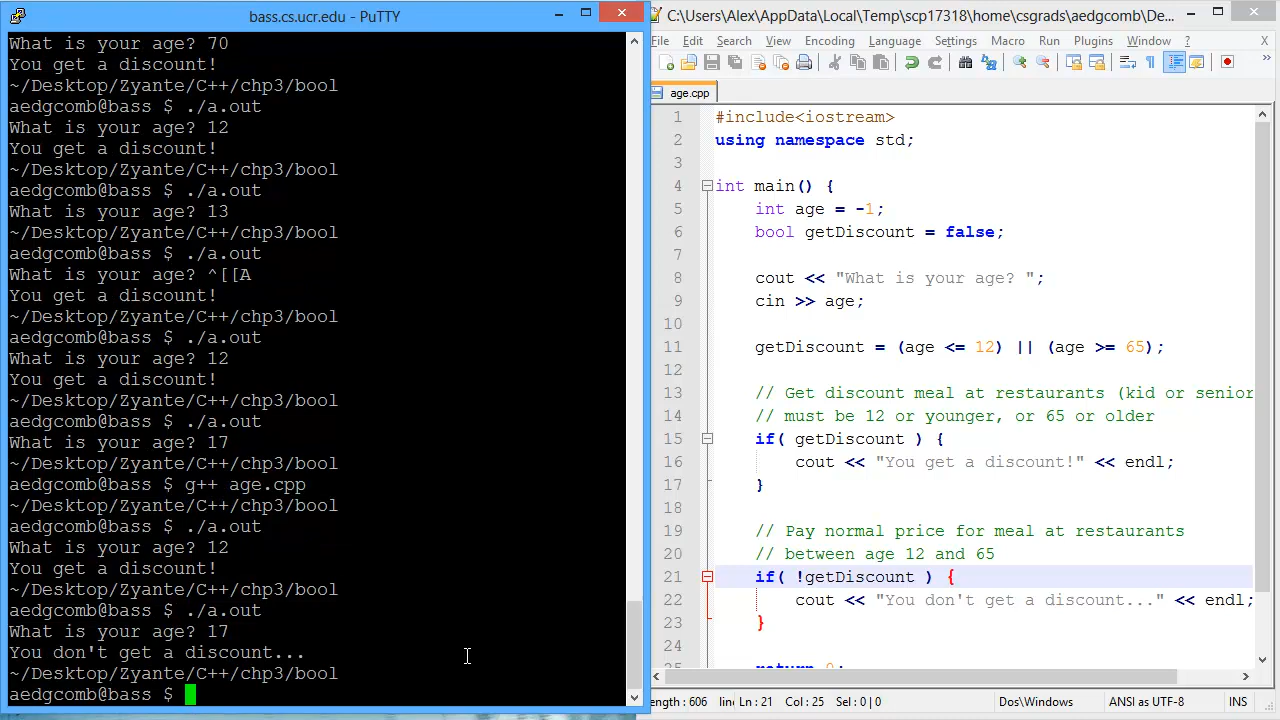 bass.cs.ucr.edu - PuTTY
What is your age? 70
You get a discount!
~/Desktop/Zyante/C++/chp3/bool
aedgcomb@bass $ ./a.out
What is your age? 12
You get a discount!
~/Desktop/Zyante/C++/chp3/bool
aedgcomb@bass $ ./a.out
What is your age? 13
~/Desktop/Zyante/C++/chp3/bool
aedgcomb@bass $ ./a.out
What is your age? ^[[A
You get a discount!
~/Desktop/Zyante/C++/chp3/bool
aedgcomb@bass $ ./a.out
What is your age? 12
You get a discount!
~/Desktop/Zyante/C++/chp3/bool
aedgcomb@bass $ ./a.out
What is your age? 17
~/Desktop/Zyante/C++/chp3/bool
aedgcomb@bass $ g++ age.cpp
~/Desktop/Zyante/C++/chp3/bool
aedgcomb@bass $ ./a.out
What is your age? 12
You get a discount!
~/Desktop/Zyante/C++/chp3/bool
aedgcomb@bass $ ./a.out
What is your age? 17
You don't get a discount...
~/Desktop/Zyante/C++/chp3/bool
aedgcomb@bass $
C:\Users\Alex\AppData\Local\Temp\scp17318\home\csgrads\aedgcomb\De...
File Edit Search View Encoding Language Settings Macro Run Plugins Window ? X
age.cpp
1 #include<iostream>
2 using namespace std;
3
4 int main() {
5 int age = -1;
6 bool getDiscount = false;
7
8 cout << "What is your age? ";
9 cin >> age;
10
11 getDiscount = (age <= 12) || (age >= 65);
12
13 // Get discount meal at restaurants (kid or senior
14 // must be 12 or younger, or 65 or older
15 if( getDiscount ) {
16 cout << "You get a discount!" << endl;
17 }
18
19 // Pay normal price for meal at restaurants
20 // between age 12 and 65
21 if( !getDiscount ) {
22 cout << "You don't get a discount..." << endl;
23 }
24
25 return 0;
length : 606 line Ln : 21 Col : 25 Sel : 0 | 0 Dos\Windows ANSI as UTF-8 INS